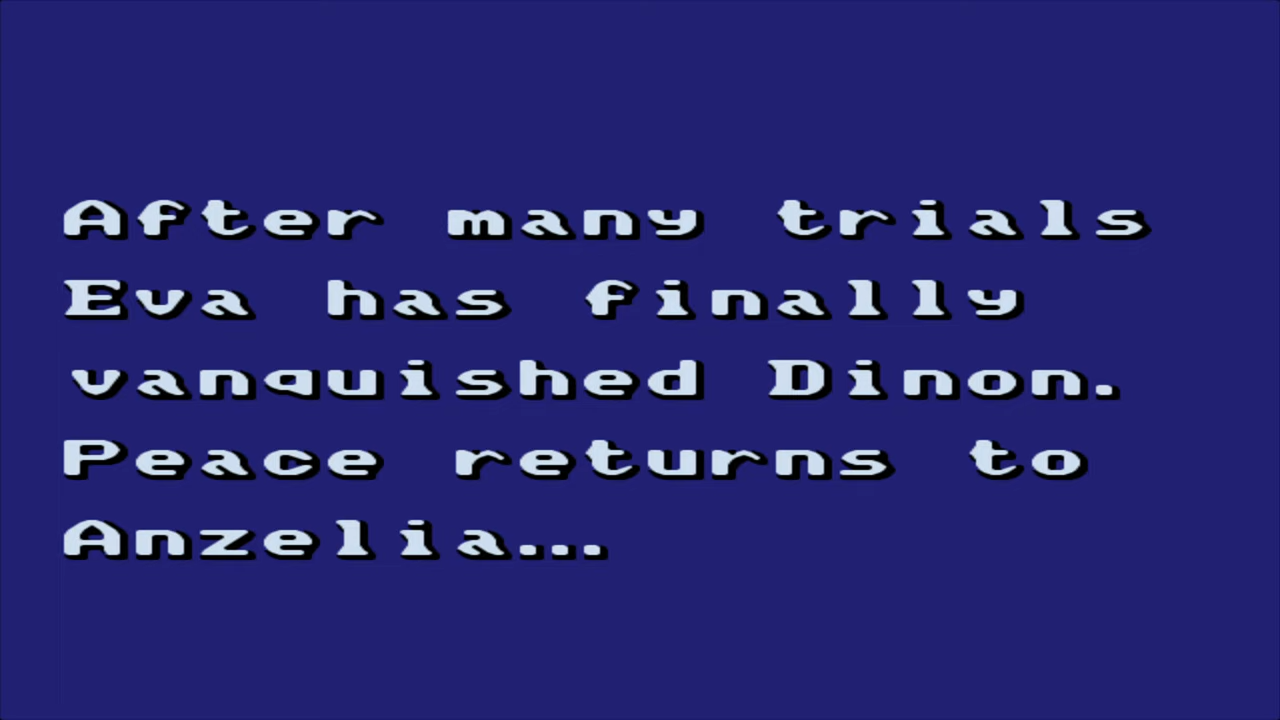 After many trials
Eva has finally
vanquished Dinon.
Peace returns to
Anzelia...